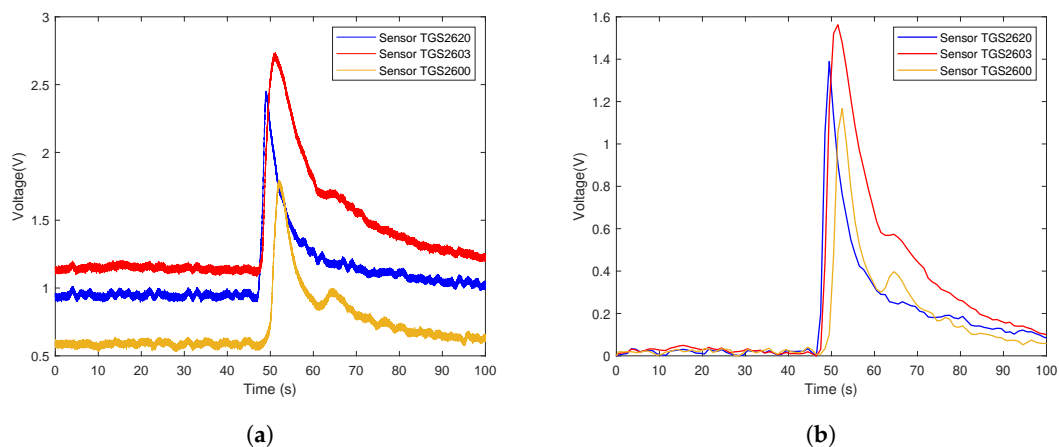 3
2.5
2
1.5
1
0.5
Voltage(V)
0 10 20 30 40 50 60 70 80 90 100
Time (s)
Sensor TGS2620
Sensor TGS2603
Sensor TGS2600
(a)
1.6
1.4
1.2
1
0.8
0.6
0.4
0.2
0
Voltage(V)
0 10 20 30 40 50 60 70 80 90 100
Time (s)
Sensor TGS2620
Sensor TGS2603
Sensor TGS2600
(b)